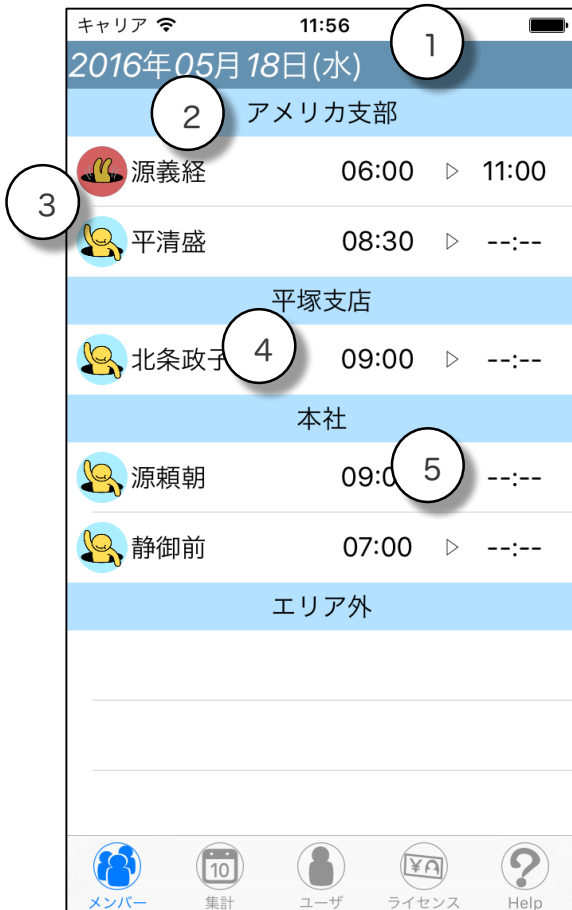 キャリア 11:56
1
2016年05月18日(水)
2 アメリカ支部
源義経 06:00 ▷ 11:00
3
平清盛 08:30 ▷ --:--
平塚支店
北条政子 4 09:00 ▷ --:--
本社
源頼朝 09:0 5 --:--
静御前 07:00 ▷ --:--
エリア外
10 ¥
メンバー 集計 ユーザ ライセンス Help